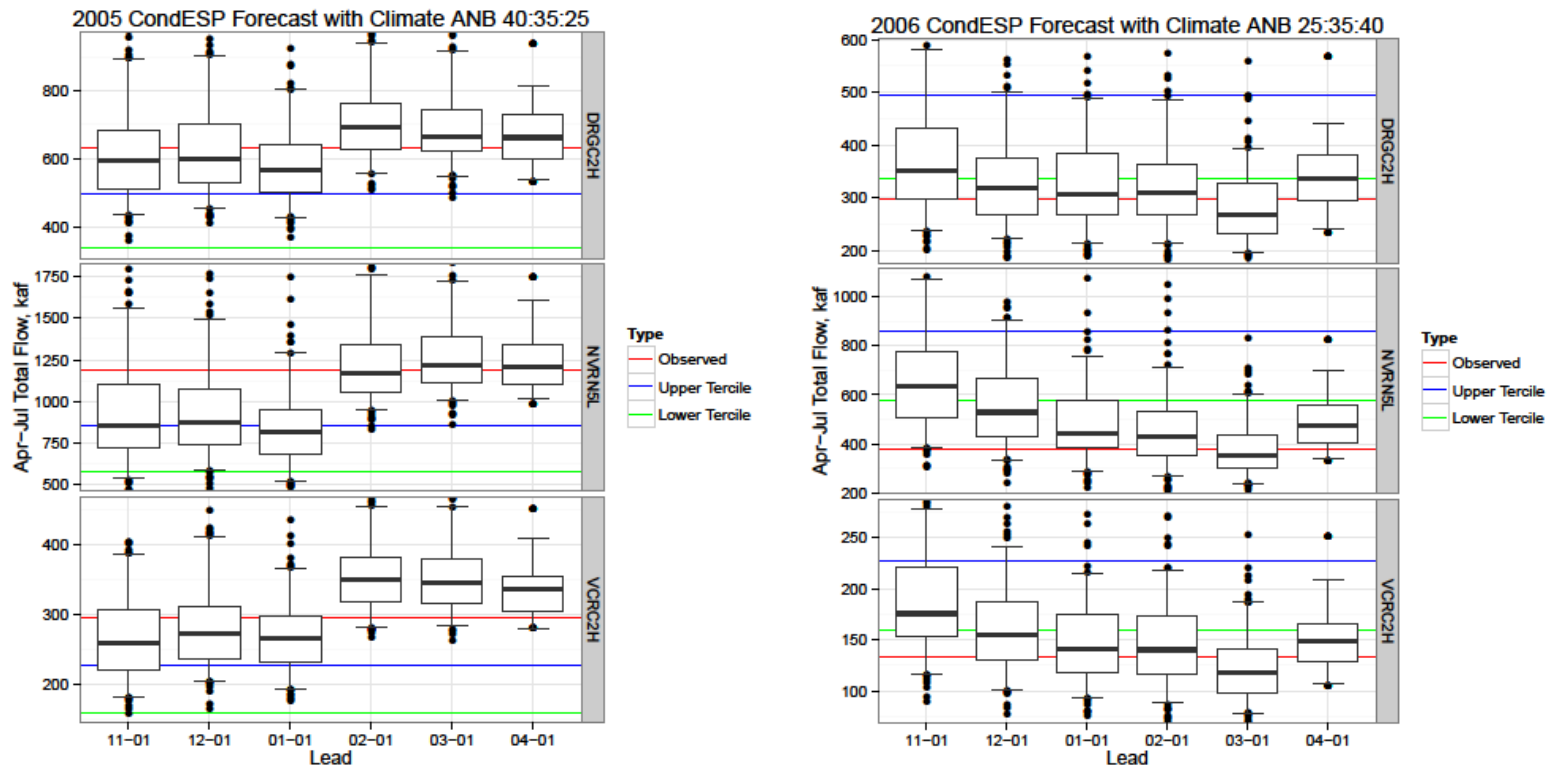 2005 CondESP Forecast with Climate ANB 40:35:25
800
600
400
DRGC2H
1750
1500
1250
1000
750
500
NVRN5L
400
300
200
VCRC2H
Apr-Jul Total Flow, kaf
11-01 12-01 01-01 02-01 03-01 04-01
Lead
Type
Observed
Upper Tercile
Lower Tercile
2006 CondESP Forecast with Climate ANB 25:35:40
600
500
400
300
200
DRGC2H
1000
800
600
400
200
NVRN5L
250
200
150
100
VCRC2H
Apr-Jul Total Flow, kaf
11-01 12-01 01-01 02-01 03-01 04-01
Lead
Type
Observed
Upper Tercile
Lower Tercile